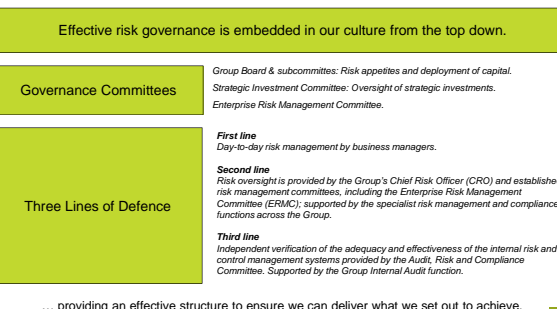 Effective risk governance is embedded in our culture from the top down.
Governance Committees
Group Board & subcommittes: Risk appetites and deployment of capital.
Strategic Investment Committee: Oversight of strategic investments.
Enterprise Risk Management Committee.
Three Lines of Defence
First line
Day-to-day risk management by business managers.
Second line
Risk oversight is provided by the Group's Chief Risk Officer (CRO) and establishe
risk management committees, including the Enterprise Risk Management
Committee (ERMC); supported by the specialist risk management and compliance
functions across the Group.
Third line
Independent verification of the adequacy and effectiveness of the internal risk and
control management systems provided by the Audit, Risk and Compliance
Committee. Supported by the Group Internal Audit function.
… providing an effective structure to ensure we can deliver what we set out to achieve.